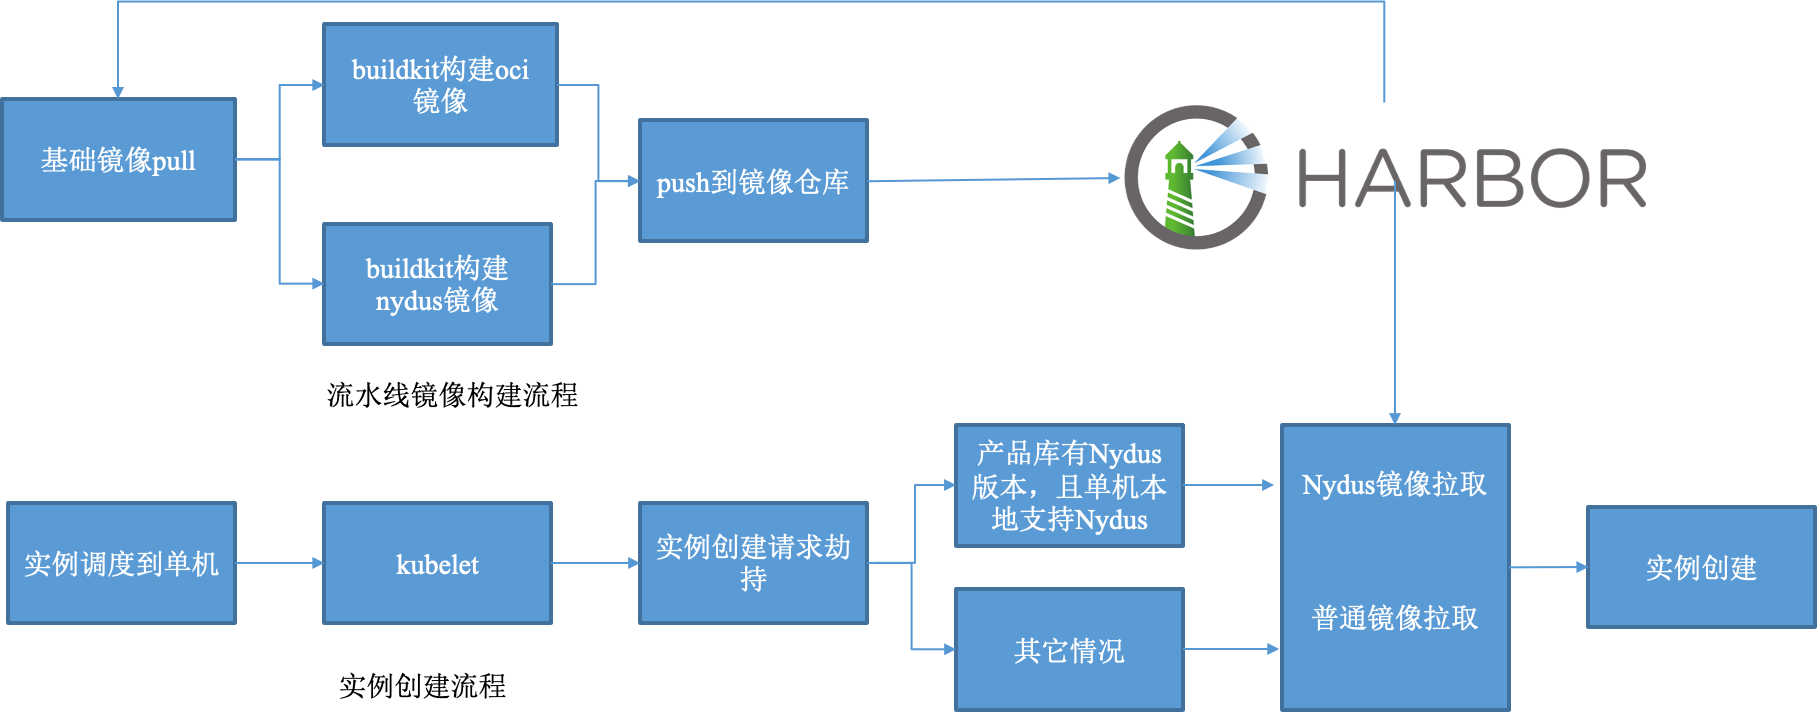 buildkit构建oci
镜像
基础镜像pull
push到镜像仓库
HARBOR
buildkit构建
nydus镜像
流水线镜像构建流程
产品库有Nydus
版本，且单机本
地支持Nydus
Nydus镜像拉取
实例调度到单机
kubelet
实例创建请求劫
持
实例创建
普通镜像拉取
其它情况
实例创建流程